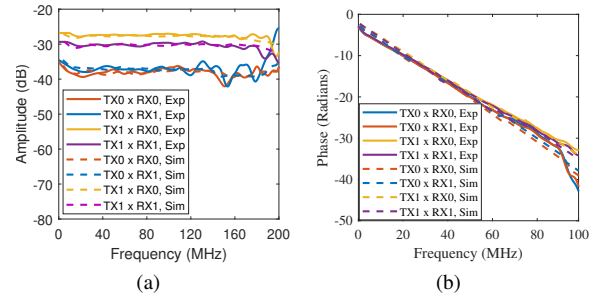 -20
-30
-40
-50
-60
-70
-80
Amplitude (dB)
TX0 x RX0, Exp
TX0 x RX1, Exp
TX1 x RX0, Exp
TX1 x RX1, Exp
TX0 x RX0, Sim
TX0 x RX1, Sim
TX1 x RX0, Sim
TX1 x RX1, Sim
0 40 80 120 160 200
Frequency (MHz)
(a)
0
-10
-20
-30
-40
-50
Phase (Radians)
TX0 x RX0, Exp
TX0 x RX1, Exp
TX1 x RX0, Exp
TX1 x RX1, Exp
TX0 x RX0, Sim
TX0 x RX1, Sim
TX1 x RX0, Sim
TX1 x RX1, Sim
0 20 40 60 80 100
Frequency (MHz)
(b)